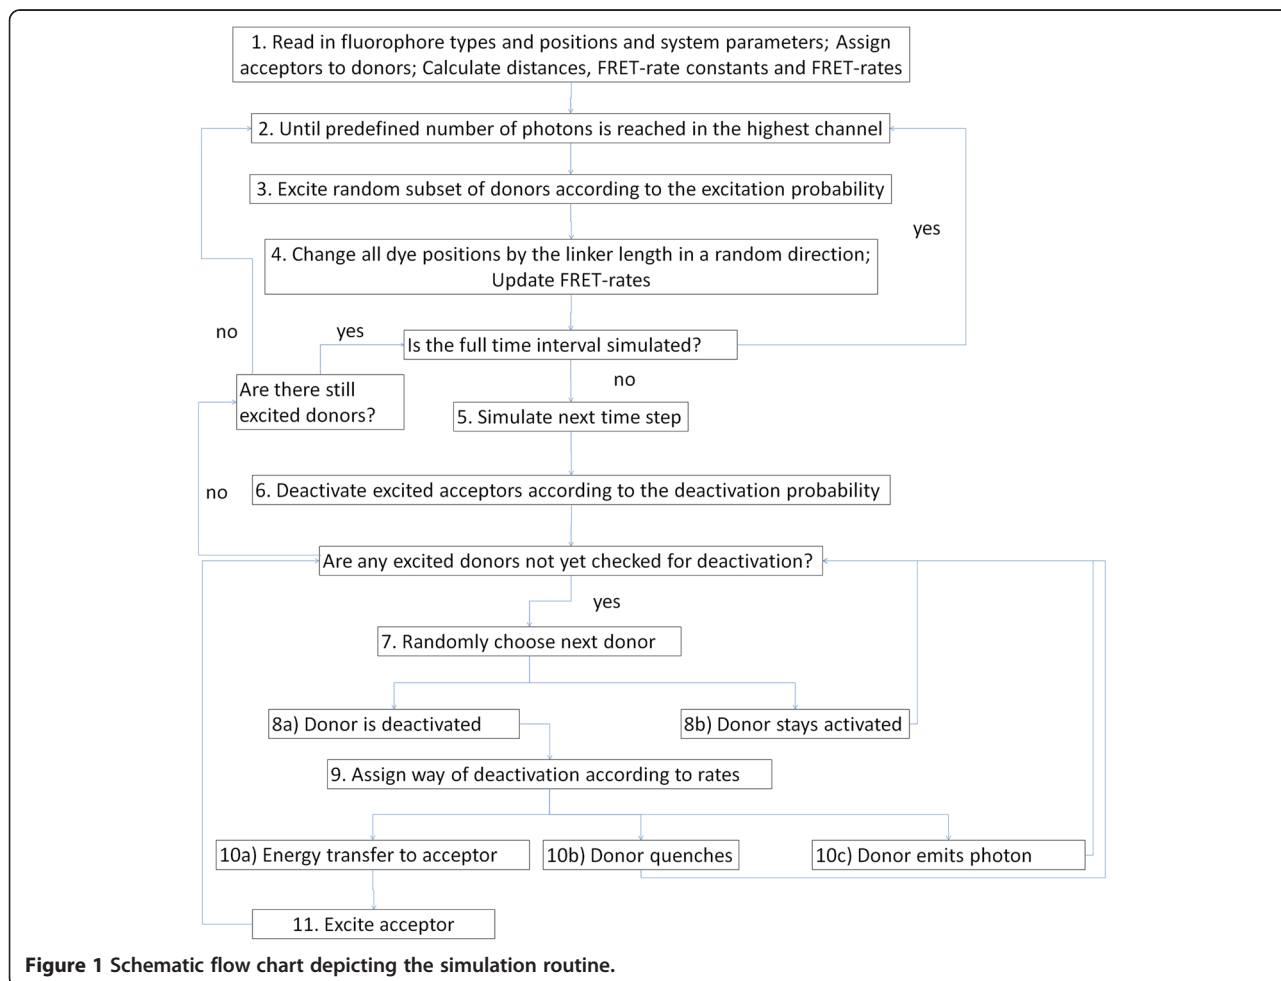 1. Read in fluorophore types and positions and system parameters; Assign
acceptors to donors; Calculate distances, FRET-rate constants and FRET-rates
2. Until predefined number of photons is reached in the highest channel
3. Excite random subset of donors according to the excitation probability
yes
4. Change all dye positions by the linker length in a random direction;
Update FRET-rates
no
yes
Is the full time interval simulated?
no
Are there still
excited donors?
5. Simulate next time step
no
6. Deactivate excited acceptors according to the deactivation probability
Are any excited donors not yet checked for deactivation?
yes
7. Randomly choose next donor
8a) Donor is deactivated
8b) Donor stays activated
9. Assign way of deactivation according to rates
10a) Energy transfer to acceptor
10b) Donor quenches
10c) Donor emits photon
11. Excite acceptor
Figure 1 Schematic flow chart depicting the simulation routine.